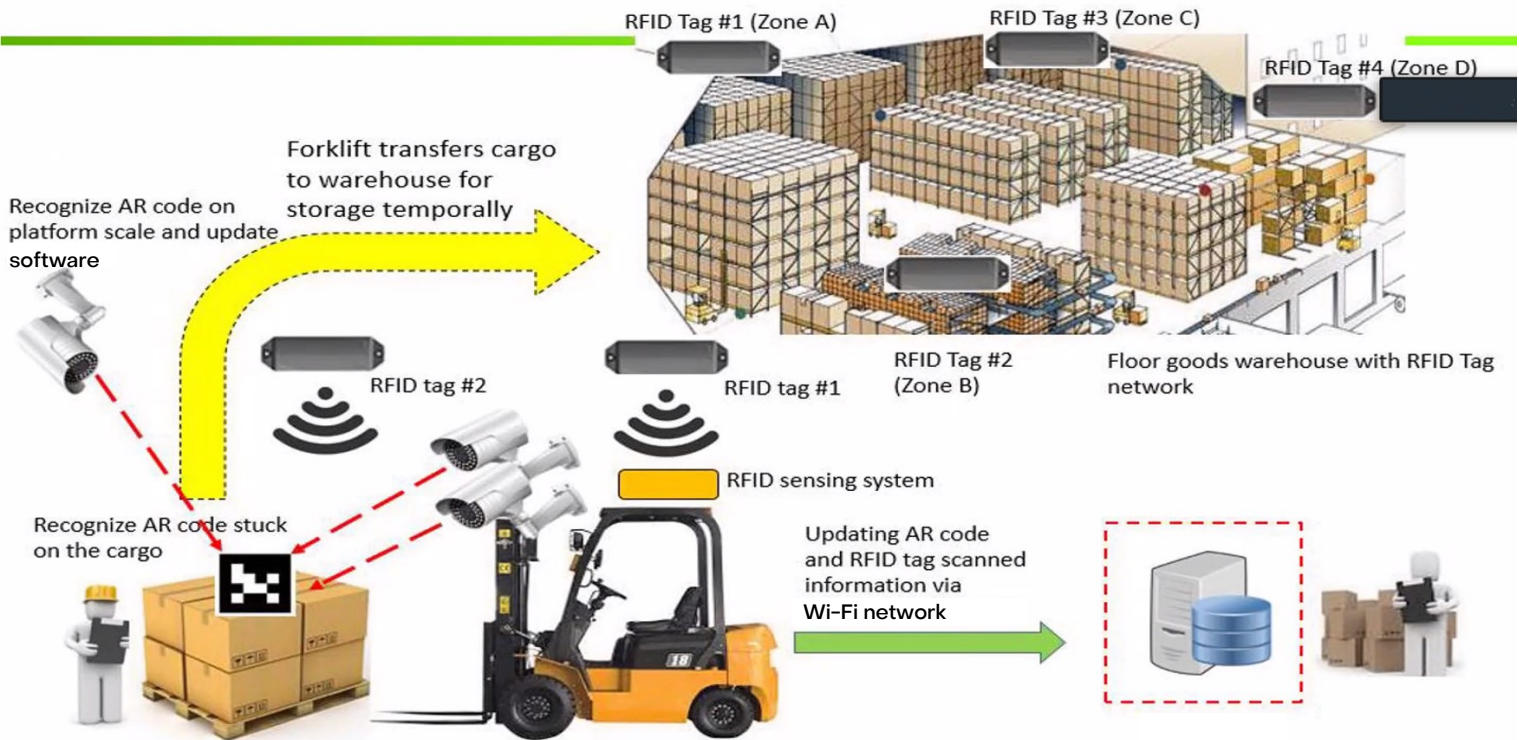 RFID Tag #1 (Zone A)
RFID Tag #3 (Zone C)
RFID Tag #4 (Zone D)
Forklift transfers cargo
to warehouse for
storage temporally
Recognize AR code on
platform scale and update
software
RFID tag #2
RFID tag #1
RFID Tag #2
(Zone B)
Floor goods warehouse with RFID Tag
network
RFID sensing system
Recognize AR code stuck
on the cargo
Updating AR code
and RFID tag scanned
information via
Wi-Fi network
18